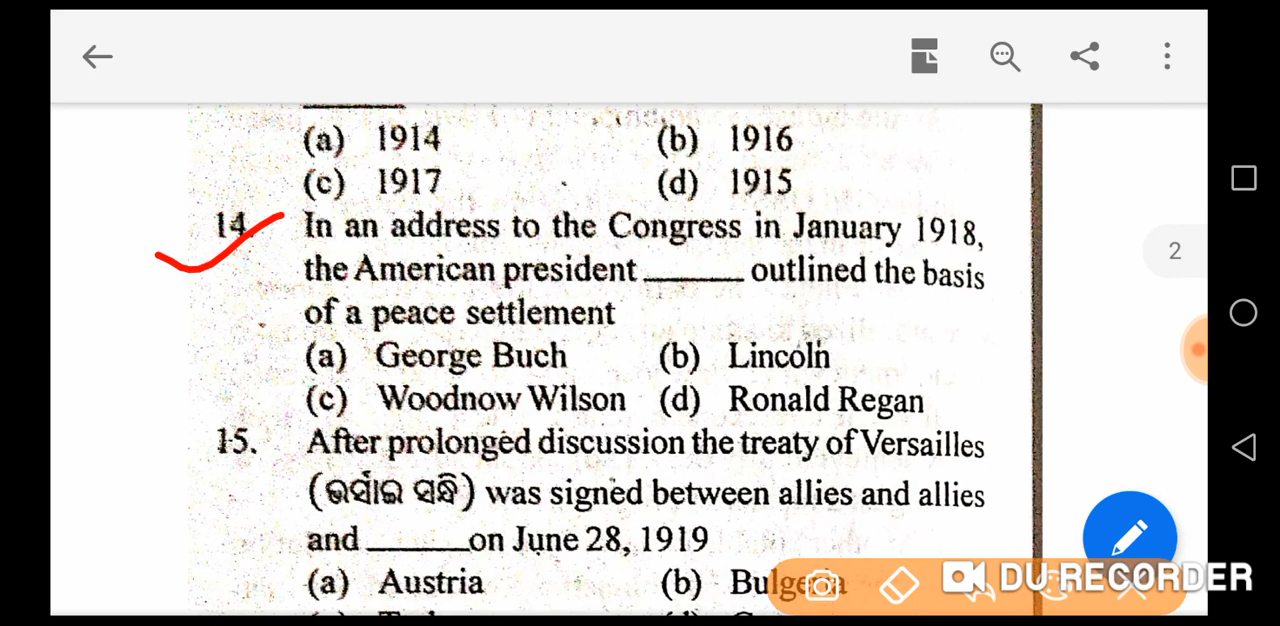 (a) 1914 (b) 1916
(c) 1917 (d) 1915
14. In an address to the Congress in January 1918,
the American president ______ outlined the basis
of a peace settlement
(a) George Buch (b) Lincoln
(c) Woodnow Wilson (d) Ronald Regan
2
15. After prolonged discussion the treaty of Versailles
(ଭର୍ସାଇ ସନ୍ଧି) was signed between allies and allies
and ______on June 28, 1919
(a) Austria (b) Bulgeria
DU RECORDER